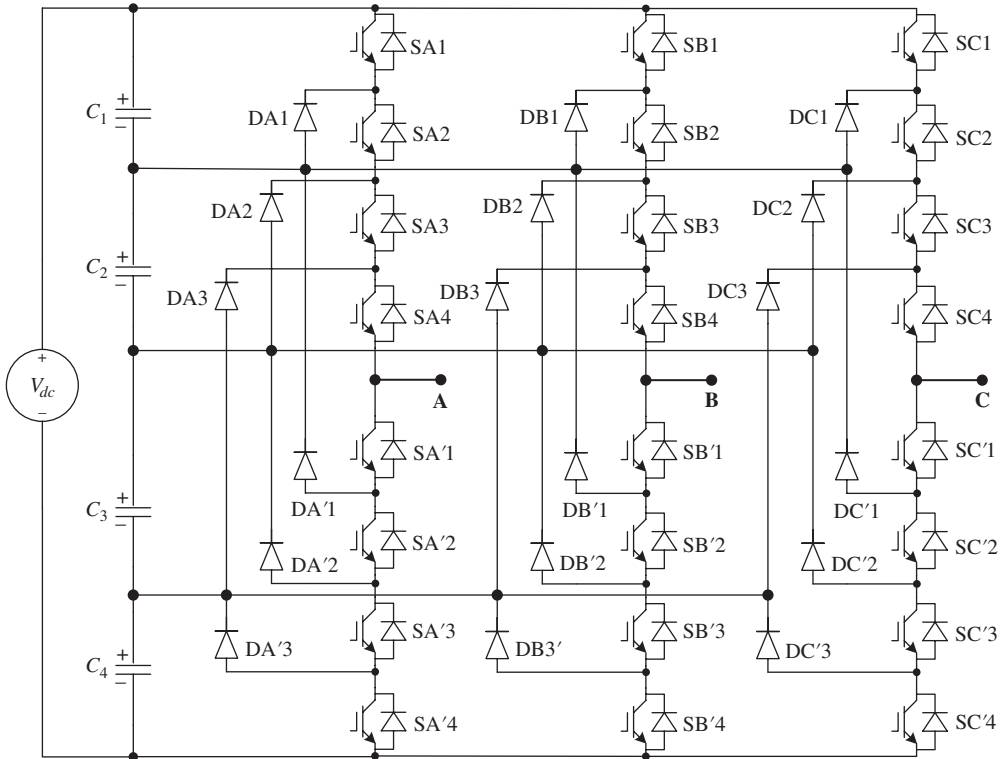 SA1
SB1
SC1
C1
+
−
DA1
DB1
DC1
SA2
SB2
SC2
DA2
DB2
DC2
SA3
SB3
SC3
C2
+
−
DA3
DB3
DC3
SA4
SB4
SC4
+
Vdc
−
A
B
C
SA′1
SB′1
SC′1
C3
+
−
DA′1
DB′1
DC′1
SA′2
SB′2
SC′2
DA′2
DB′2
DC′2
SA′3
SB′3
SC′3
DA′3
DB3′
DC′3
C4
+
−
SA′4
SB′4
SC′4